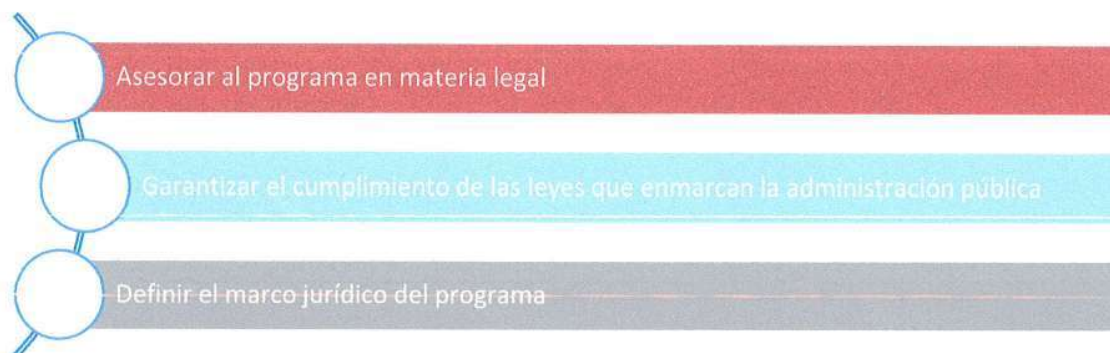 Asesorar al programa en materia legal
Garantizar el cumplimiento de las leyes que enmarcan la administración pública
Definir el marco jurídico del programa